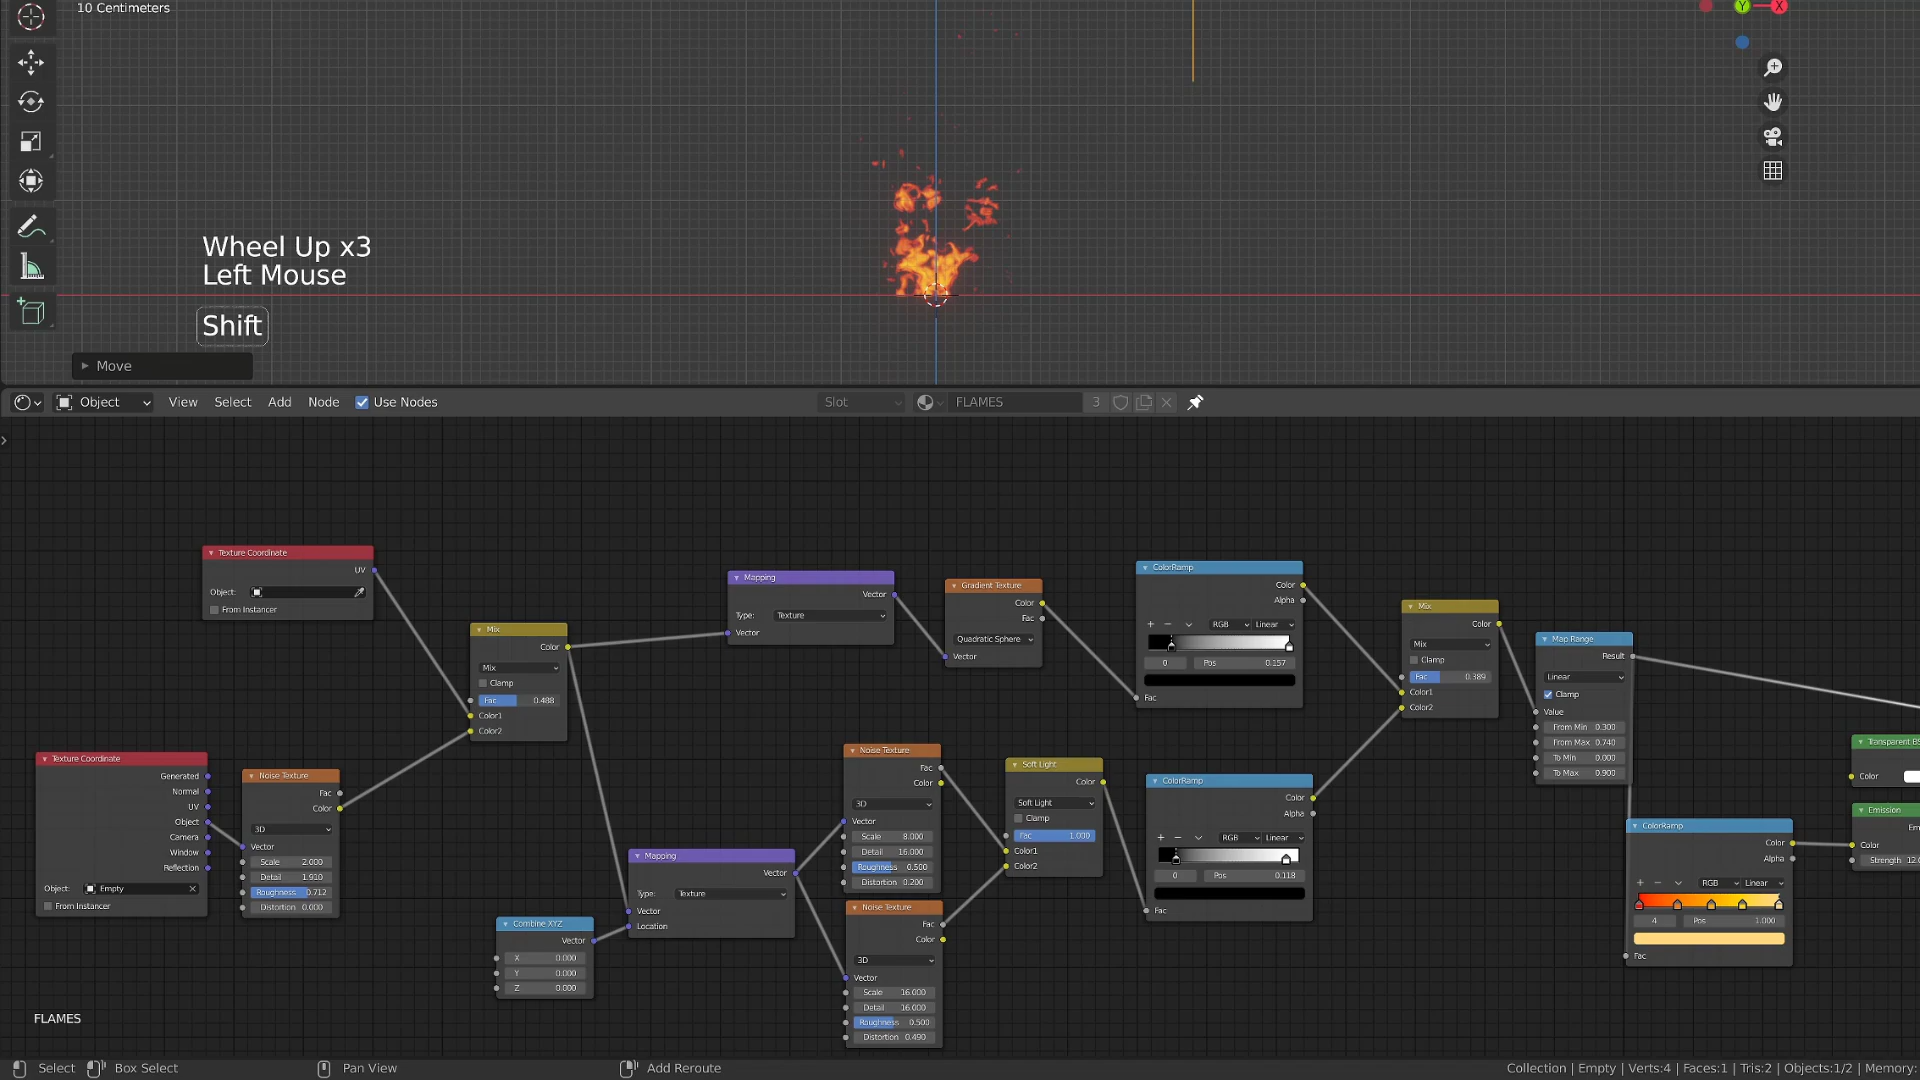 10 Centimeters
Y
X
Wheel Up x3
Left Mouse
Shift
Move
Object
View
Select
Add
Node
Use Nodes
Slot
FLAMES
3
Texture Coordinate
UV
Object:
From Instancer
Mix
Color
Mix
Clamp
Fac 0.488
Color1
Color2
Texture Coordinate
Generated
Normal
UV
Object
Camera
Window
Reflection
Object: Empty
From Instancer
Noise Texture
Fac
Color
3D
Vector
Scale 2.000
Detail 1.910
Roughness 0.712
Distortion 0.000
Combine XYZ
Vector
X 0.000
Y 0.000
Z 0.000
Mapping
Vector
Type: Texture
Vector
Mapping
Vector
Type: Texture
Vector
Location
Gradient Texture
Color
Fac
Quadratic Sphere
Vector
Noise Texture
Fac
Color
3D
Vector
Scale 8.000
Detail 16.000
Roughness 0.500
Distortion 0.200
Noise Texture
Fac
Color
3D
Vector
Scale 16.000
Detail 16.000
Roughness 0.500
Distortion 0.490
Soft Light
Color
Soft Light
Clamp
Fac 1.000
Color1
Color2
ColorRamp
Color
Alpha
RGB Linear
0 Pos 0.157
Fac
ColorRamp
Color
Alpha
RGB Linear
0 Pos 0.118
Fac
Mix
Color
Mix
Clamp
Fac 0.389
Color1
Color2
Map Range
Result
Linear
Clamp
Value
From Min 0.300
From Max 0.740
To Min 0.000
To Max 0.900
ColorRamp
Color
Alpha
RGB Linear
4 Pos 1.000
Fac
Transparent BS
Color
Emission
Em
Color
Strength 12.0
FLAMES
Select
Box Select
Pan View
Add Reroute
Collection | Empty | Verts:4 | Faces:1 | Tris:2 | Objects:1/2 | Memory: